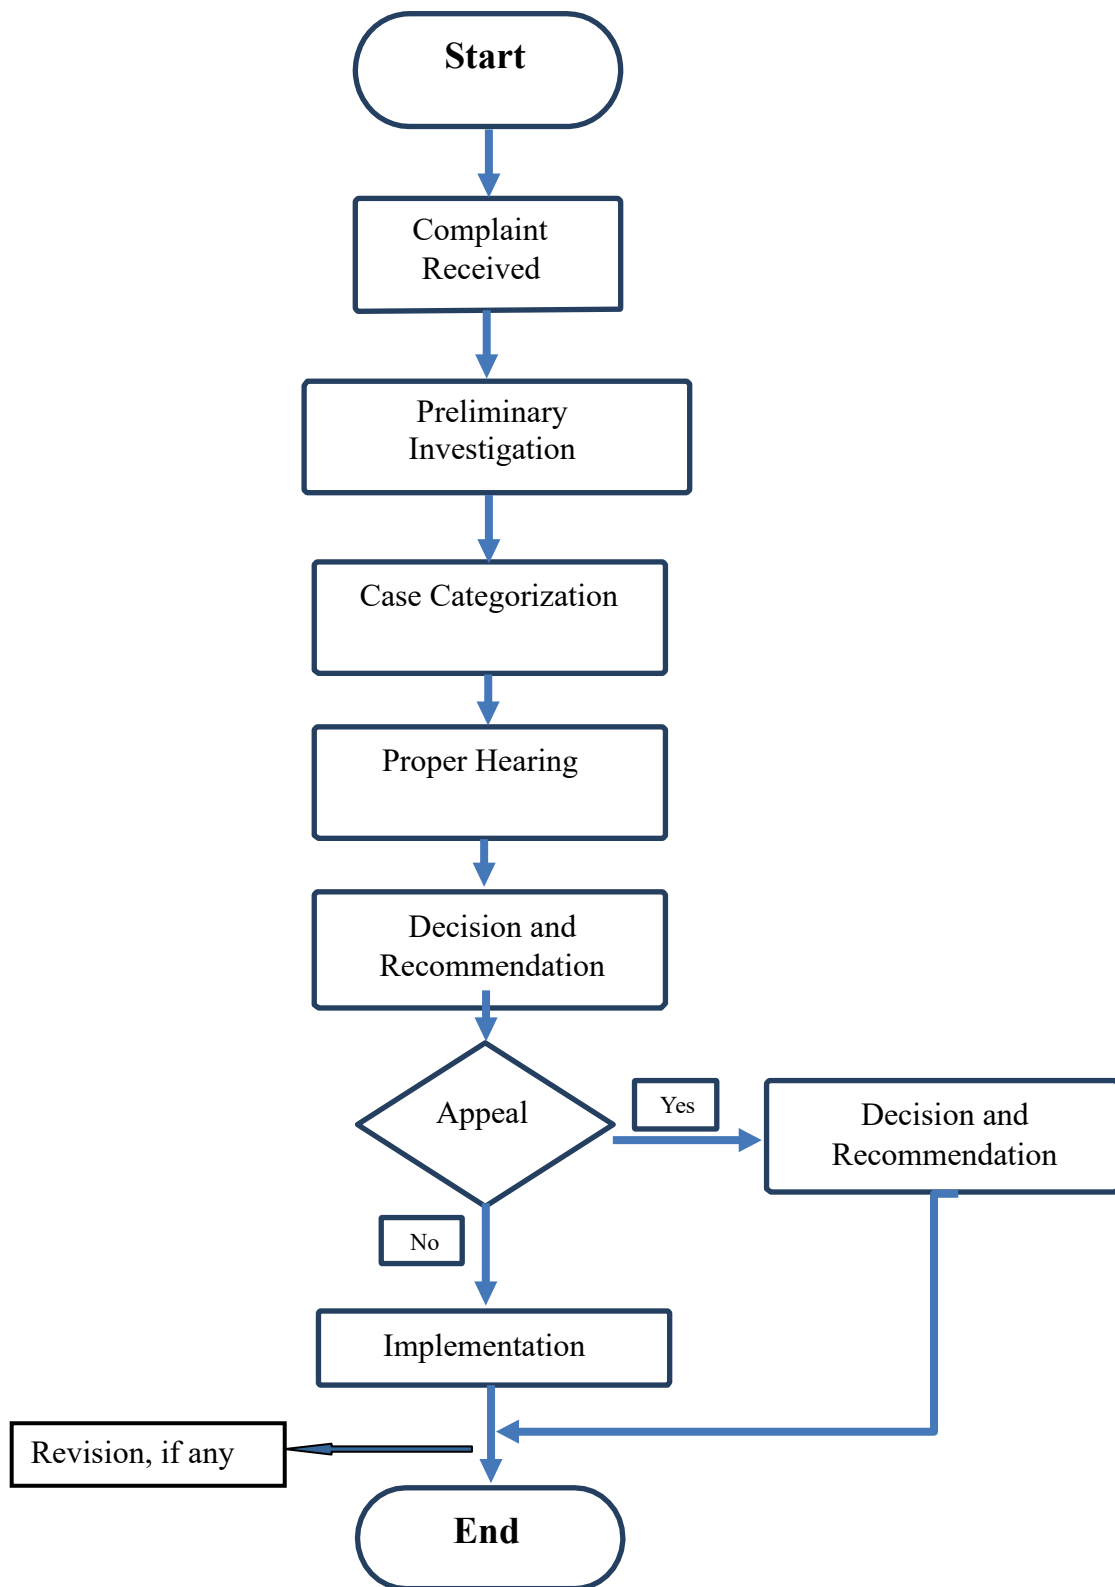 Start
Complaint
Received
Preliminary
Investigation
Case Categorization
Proper Hearing
Decision and
Recommendation
Appeal
Yes
Decision and
Recommendation
No
Implementation
Revision, if any
End